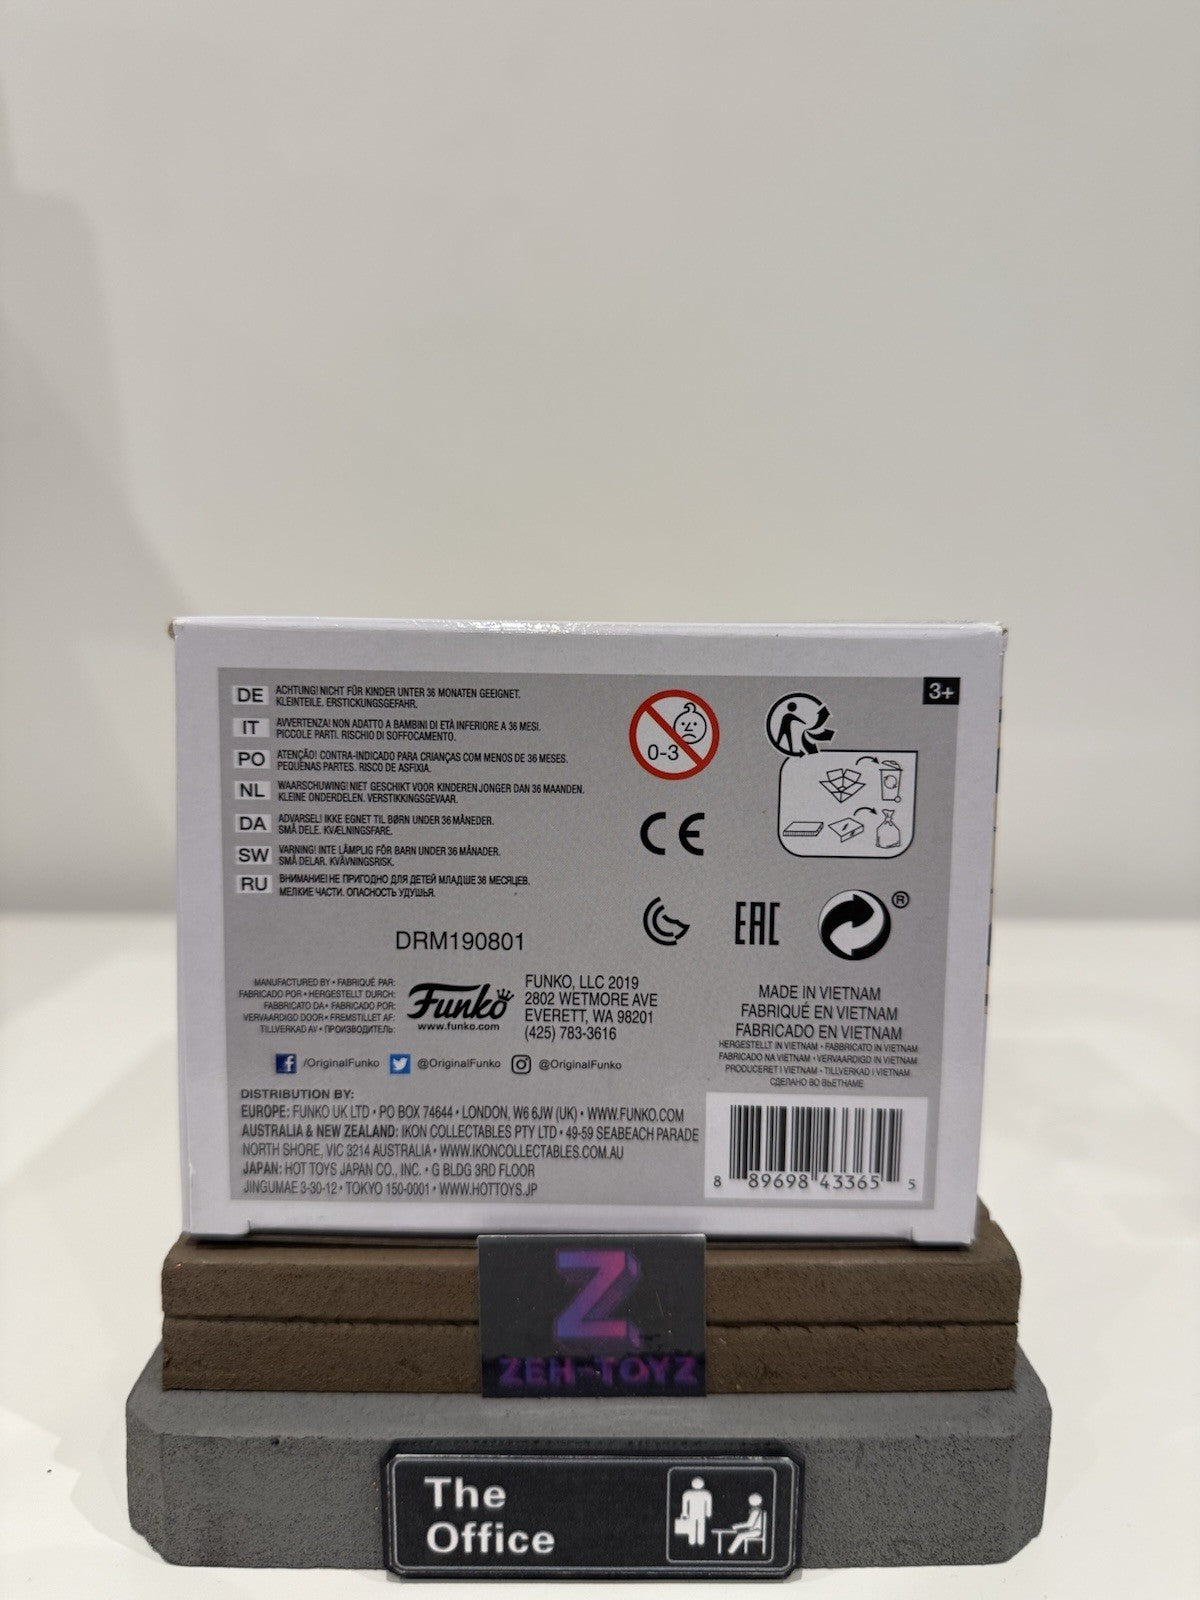 3+
DE ACHTUNG! NICHT FÜR KINDER UNTER 36 MONATEN GEEIGNET.
KLEINTEILE. ERSTICKUNGSGEFAHR.
IT AVVERTENZA! NON ADATTO A BAMBINI DI ETÀ INFERIORE A 36 MESI.
PICCOLE PARTI. RISCHIO DI SOFFOCAMENTO.
PO ATENÇÃO! CONTRA-INDICADO PARA CRIANÇAS COM MENOS DE 36 MESES.
PEQUENAS PARTES. RISCO DE ASFIXIA.
NL WAARSCHUWING! NIET GESCHIKT VOOR KINDEREN JONGER DAN 36 MAANDEN.
KLEINE ONDERDELEN. VERSTIKKINGSGEVAAR.
DA ADVARSEL! IKKE EGNET TIL BØRN UNDER 36 MÅNEDER.
SMÅ DELE. KVÆLNINGSFARE.
SW VARNING! INTE LÄMPLIG FÖR BARN UNDER 36 MÅNADER.
SMÅ DELAR. KVÄVNINGSRISK.
RU ВНИМАНИЕ! НЕ ПРИГОДНО ДЛЯ ДЕТЕЙ МЛАДШЕ 36 МЕСЯЦЕВ.
МЕЛКИЕ ЧАСТИ. ОПАСНОСТЬ УДУШЬЯ.
0-3
CE
EAC
®
DRM190801
MANUFACTURED BY • FABRIQUÉ PAR:
FABRICADO POR • HERGESTELLT DURCH:
FABBRICATO DA • FABRICADO POR:
VERVAARDIGD DOOR • FREMSTILLET AF:
TILLVERKAD AV • ПРОИЗВОДИТЕЛЬ:
Funko
www.funko.com
FUNKO, LLC 2019
2802 WETMORE AVE
EVERETT, WA 98201
(425) 783-3616
MADE IN VIETNAM
FABRIQUÉ EN VIETNAM
FABRICADO EN VIETNAM
HERGESTELLT IN VIETNAM • FABBRICATO IN VIETNAM
FABRICADO NA VIETNAM • VERVAARDIGD IN VIETNAM
PRODUCERET I VIETNAM • TILLVERKAD I VIETNAM
СДЕЛАНО ВО ВЬЕТНАМЕ
/OriginalFunko @OriginalFunko @OriginalFunko
DISTRIBUTION BY:
EUROPE: FUNKO UK LTD • PO BOX 74644 • LONDON, W6 6JW (UK) • WWW.FUNKO.COM
AUSTRALIA & NEW ZEALAND: IKON COLLECTABLES PTY LTD • 49-59 SEABEACH PARADE
NORTH SHORE, VIC 3214 AUSTRALIA • WWW.IKONCOLLECTABLES.COM.AU
JAPAN: HOT TOYS JAPAN CO., INC. • G BLDG 3RD FLOOR
JINGUMAE 3-30-12 • TOKYO 150-0001 • WWW.HOTTOYS.JP
8 89698 43365 5
Z
ZEH-TOYZ
The
Office